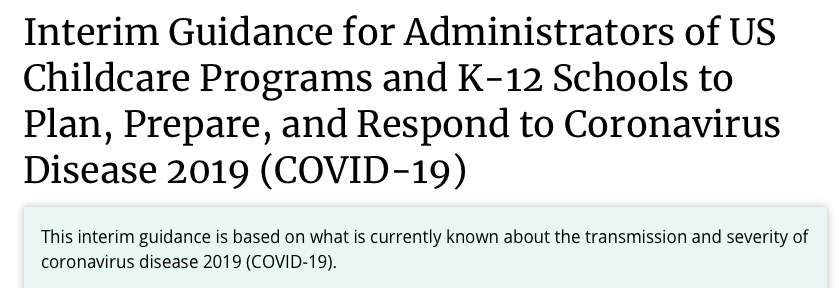 Interim Guidance for Administrators of US
Childcare Programs and K-12 Schools to
Plan, Prepare, and Respond to Coronavirus
Disease 2019 (COVID-19)
This interim guidance is based on what is currently known about the transmission and severity of
coronavirus disease 2019 (COVID-19).